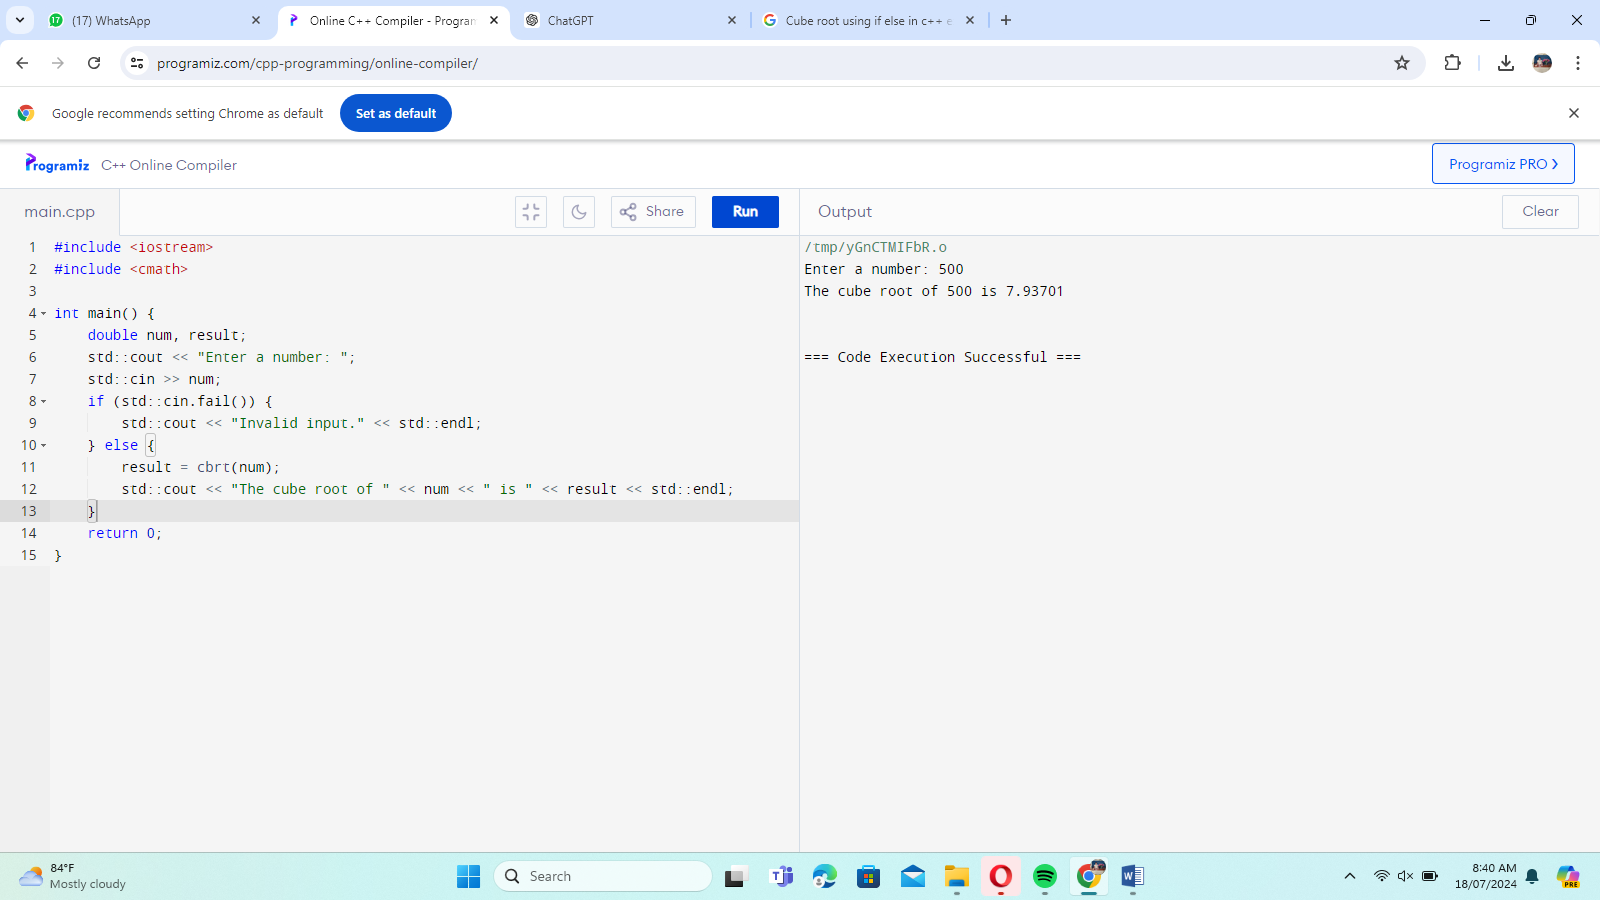 (17) WhatsApp
Online C++ Compiler - Program
ChatGPT
Cube root using if else in c++ e
programiz.com/cpp-programming/online-compiler/
Google recommends setting Chrome as default
Set as default
Programiz C++ Online Compiler
Programiz PRO >
main.cpp
Share
Run
Output
Clear
1 #include <iostream>
2 #include <cmath>
3
4 int main() {
5 double num, result;
6 std::cout << "Enter a number: ";
7 std::cin >> num;
8 if (std::cin.fail()) {
9 std::cout << "Invalid input." << std::endl;
10 } else {
11 result = cbrt(num);
12 std::cout << "The cube root of " << num << " is " << result << std::endl;
13 }
14 return 0;
15 }
/tmp/yGnCTMIFbR.o
Enter a number: 500
The cube root of 500 is 7.93701
=== Code Execution Successful ===
84°F
Mostly cloudy
Search
8:40 AM
18/07/2024
PRE